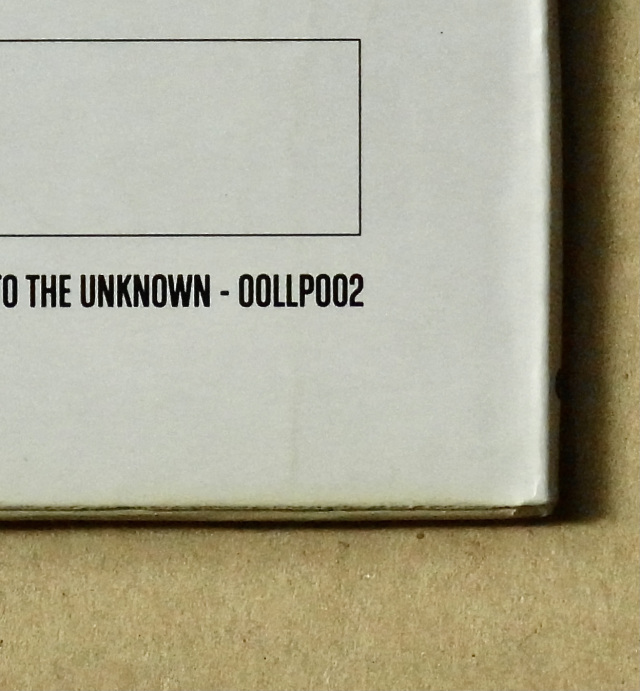 TO THE UNKNOWN - OOLLP002